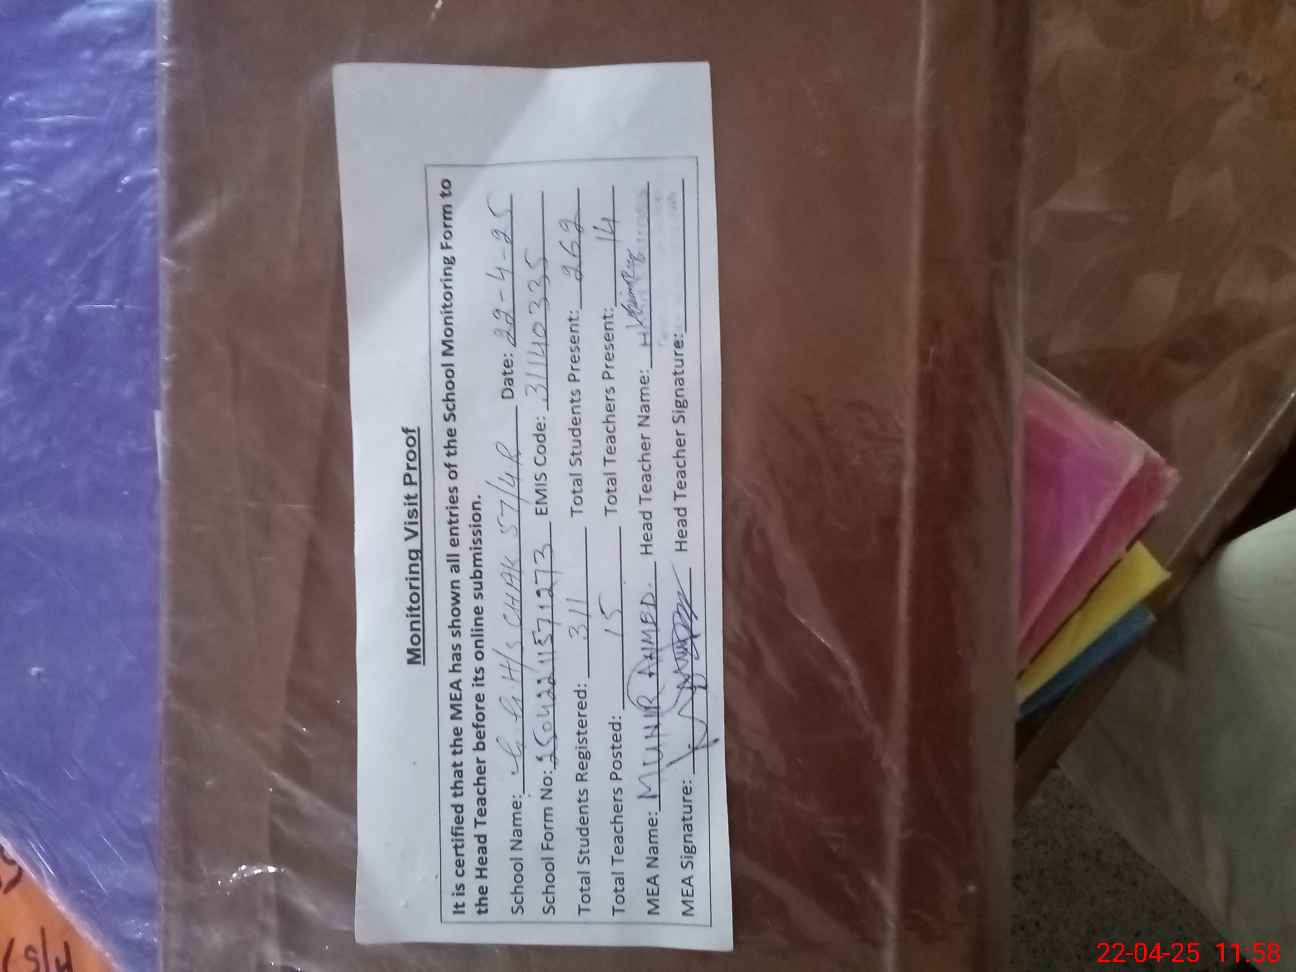 Monitoring Visit Proof
It is certified that the MEA has shown all entries of the School Monitoring Form to
the Head Teacher before its online submission.
School Name: G G H/S CHAK 57/4R Date: 22-4-25
School Form No: 2504221157 1273 EMIS Code: 31140335
Total Students Registered: 311 Total Students Present: 262
Total Teachers Posted: 15 Total Teachers Present: 14
MEA Name: MUNIR AHMED. Head Teacher Name:
MEA Signature: Head Teacher Signature:
22-04-25 11:58